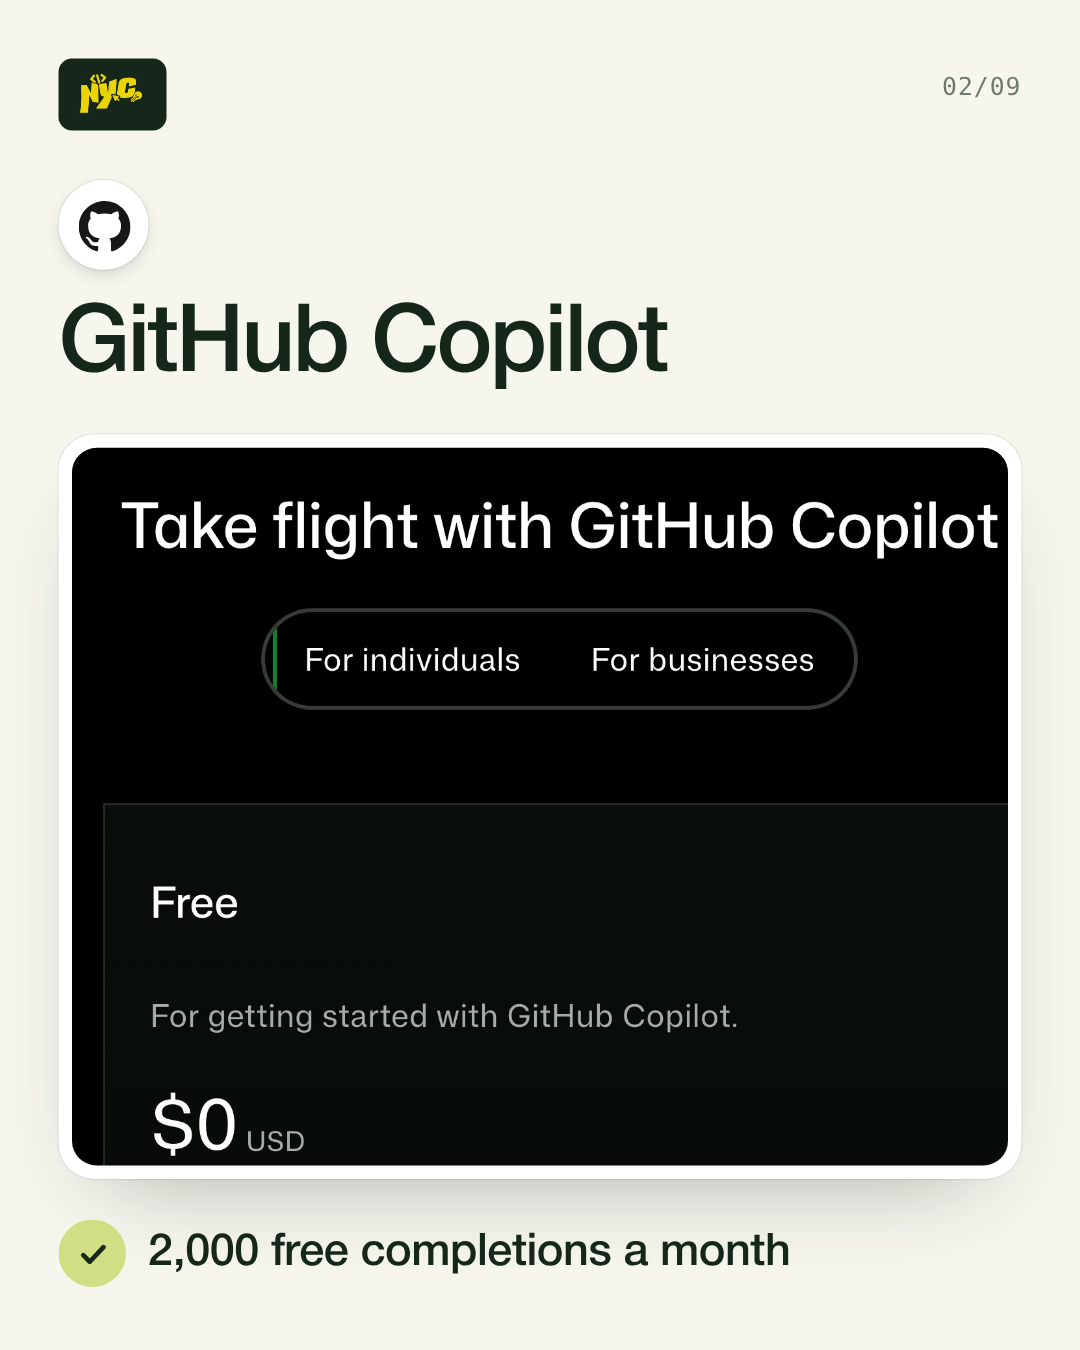 NYC
02/09
GitHub Copilot
Take flight with GitHub Copilot
For individuals
For businesses
Free
For getting started with GitHub Copilot.
$0 USD
2,000 free completions a month